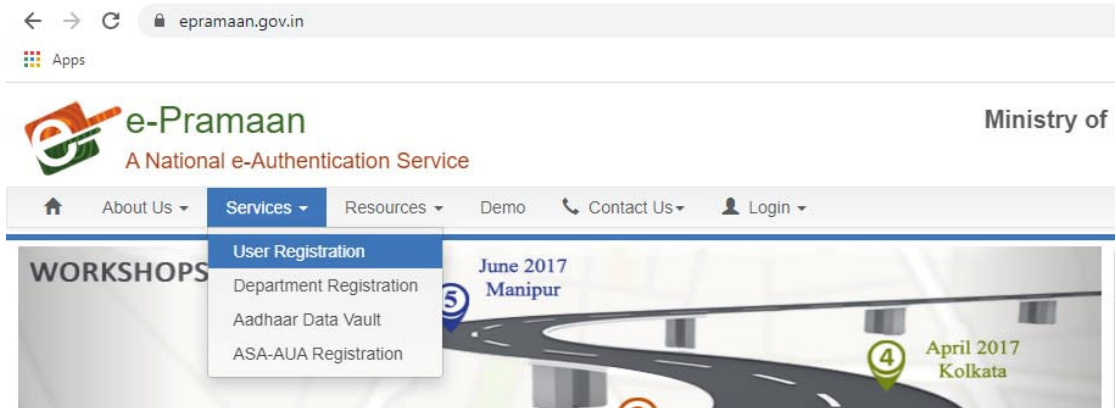 epramaan.gov.in
Apps
e-Pramaan
A National e-Authentication Service
Ministry of
About Us Services Resources Demo Contact Us Login
User Registration
Department Registration
Aadhaar Data Vault
ASA-AUA Registration
WORKSHOPS
June 2017
Manipur
5
4
April 2017
Kolkata